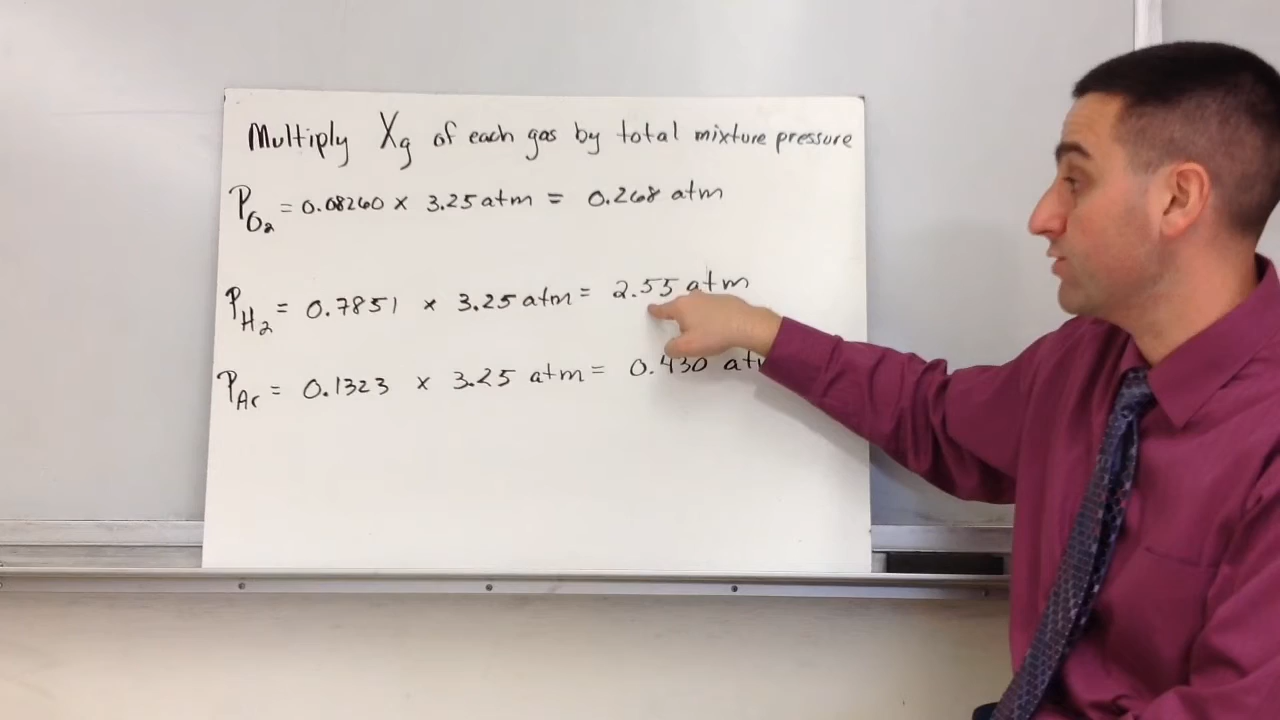 Multiply Xg of each gas by total mixture pressure
PO2 = 0.08260 × 3.25 atm = 0.268 atm
PH2 = 0.7851 × 3.25 atm = 2.55 atm
PAr = 0.1323 × 3.25 atm = 0.430 at